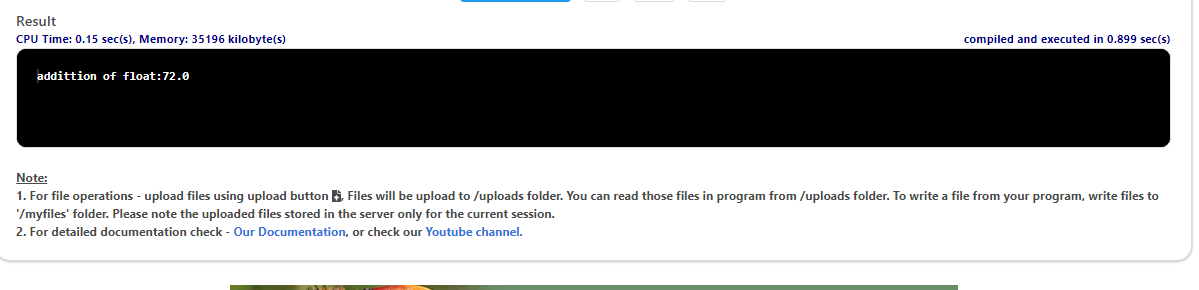 Result
CPU Time: 0.15 sec(s), Memory: 35196 kilobyte(s) compiled and executed in 0.899 sec(s)
addittion of float:72.0
Note:
1. For file operations - upload files using upload button , Files will be upload to /uploads folder. You can read those files in program from /uploads folder. To write a file from your program, write files to
'/myfiles' folder. Please note the uploaded files stored in the server only for the current session.
2. For detailed documentation check - Our Documentation, or check our Youtube channel.